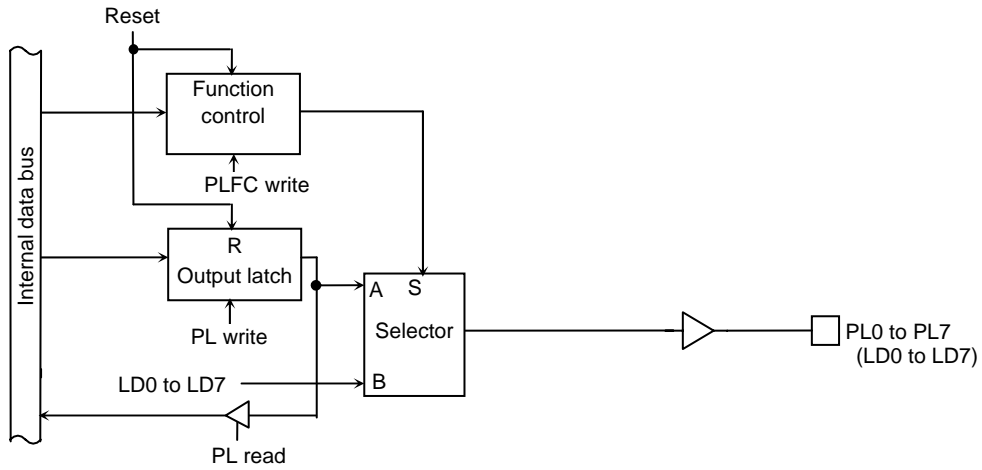 Reset
Function
control
PLFC write
Internal data bus
R
Output latch
PL write
A
S
Selector
B
LD0 to LD7
PL read
PL0 to PL7
(LD0 to LD7)